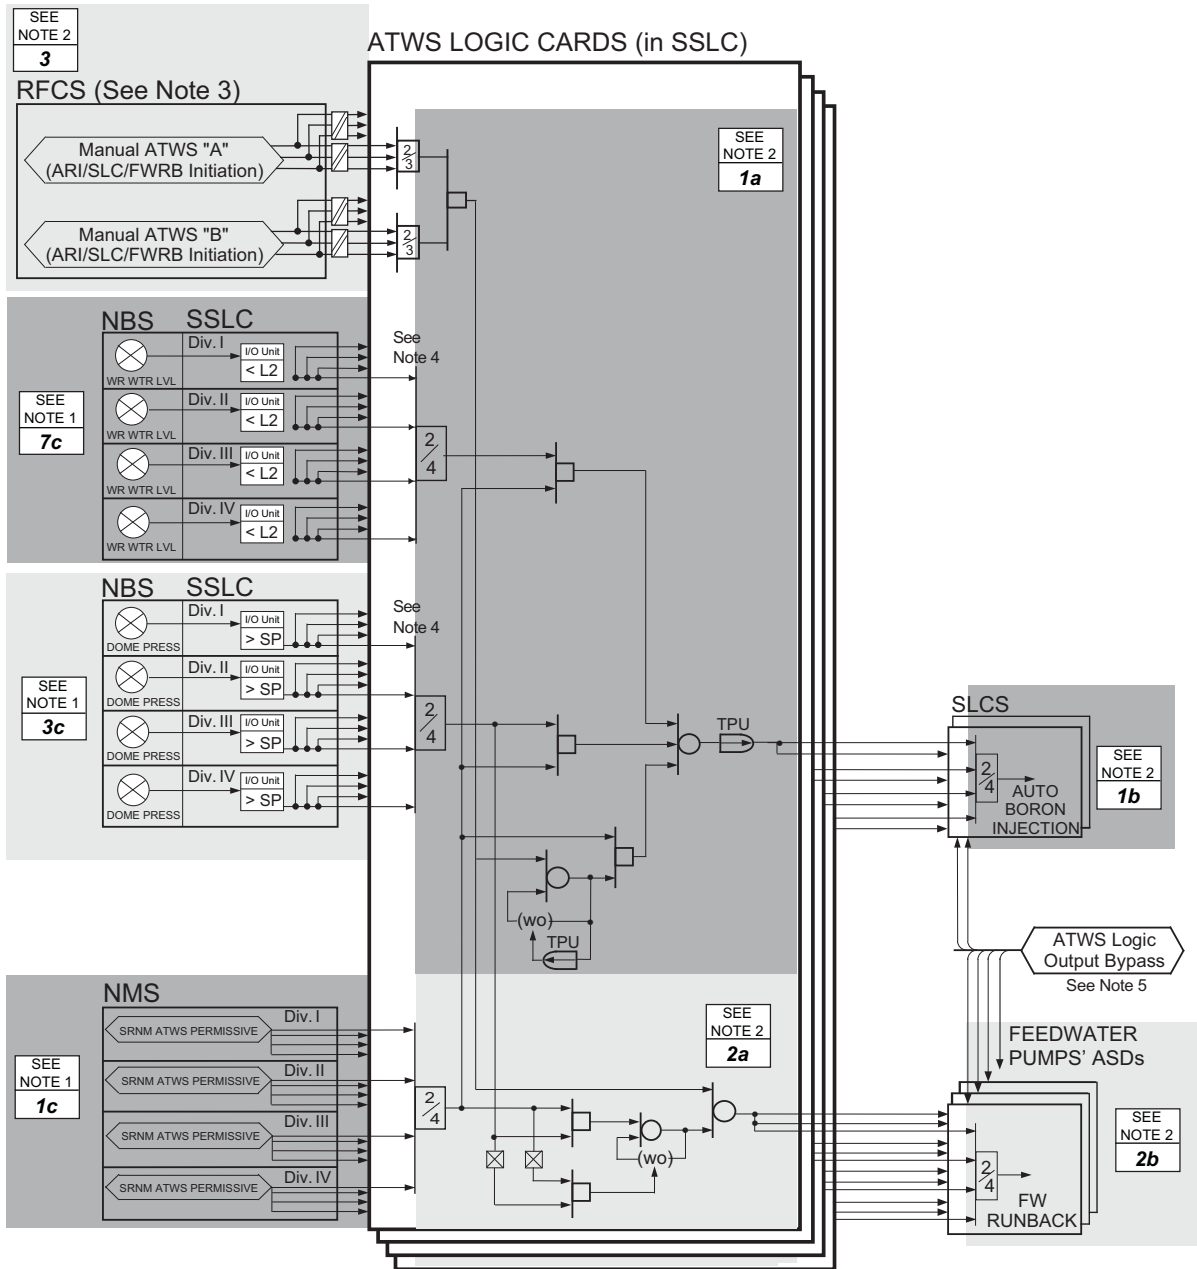 SEE
NOTE 2
3
ATWS LOGIC CARDS (in SSLC)
RFCS (See Note 3)
Manual ATWS "A"
(ARI/SLC/FWRB Initiation)
2
3
Manual ATWS "B"
(ARI/SLC/FWRB Initiation)
2
3
SEE
NOTE 2
1a
NBS SSLC
Div. I
I/O Unit
< L2
WR WTR LVL
Div. II
I/O Unit
< L2
WR WTR LVL
Div. III
I/O Unit
< L2
WR WTR LVL
Div. IV
I/O Unit
< L2
WR WTR LVL
SEE
NOTE 1
7c
See
Note 4
2
4
NBS SSLC
Div. I
I/O Unit
> SP
DOME PRESS
Div. II
I/O Unit
> SP
DOME PRESS
Div. III
I/O Unit
> SP
DOME PRESS
Div. IV
I/O Unit
> SP
DOME PRESS
SEE
NOTE 1
3c
See
Note 4
2
4
TPU
(wo)
TPU
SLCS
2
4
AUTO
BORON
INJECTION
SEE
NOTE 2
1b
ATWS Logic
Output Bypass
See Note 5
NMS
Div. I
SRNM ATWS PERMISSIVE
Div. II
SRNM ATWS PERMISSIVE
Div. III
SRNM ATWS PERMISSIVE
Div. IV
SRNM ATWS PERMISSIVE
SEE
NOTE 1
1c
2
4
SEE
NOTE 2
2a
(wo)
FEEDWATER
PUMPS' ASDs
2
4
FW
RUNBACK
SEE
NOTE 2
2b